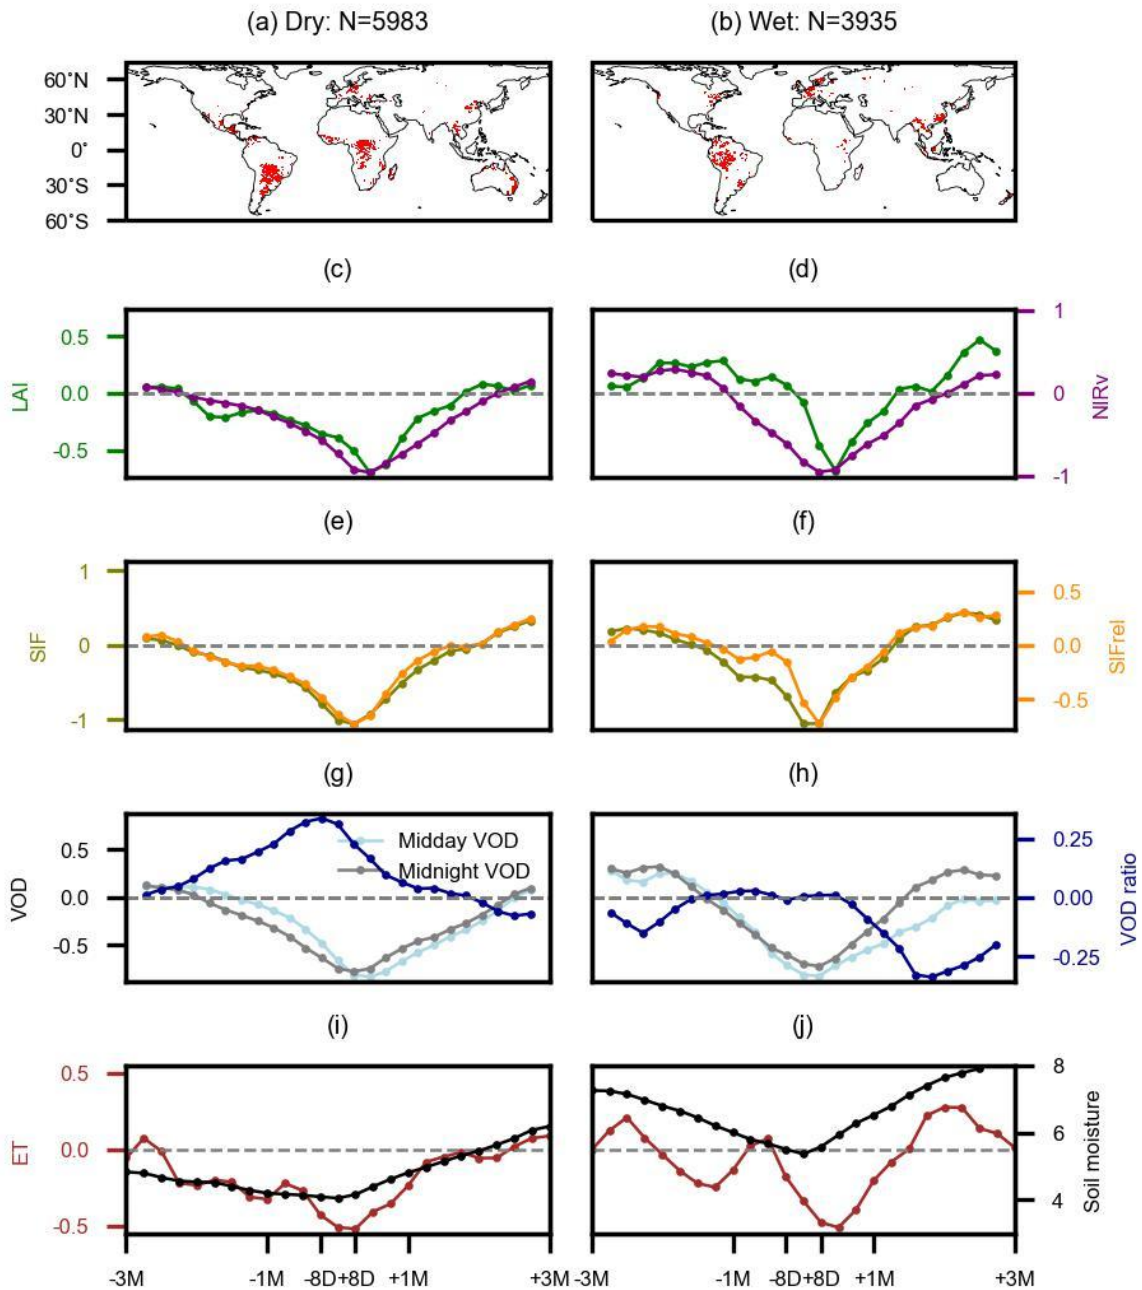 (a) Dry: N=5983
(b) Wet: N=3935
60°N
30°N
0°
30°S
60°S
(c)
(d)
0.5
0.0
-0.5
LAI
1
0
-1
NIRv
(e)
(f)
1
0
-1
SIF
0.5
0.0
-0.5
SIFrel
(g)
(h)
0.5
0.0
-0.5
VOD
Midday VOD
Midnight VOD
0.25
0.00
-0.25
VOD ratio
(i)
(j)
0.5
0.0
-0.5
ET
8
6
4
Soil moisture
-3M -1M -8D+8D +1M +3M
-3M -1M -8D+8D +1M +3M